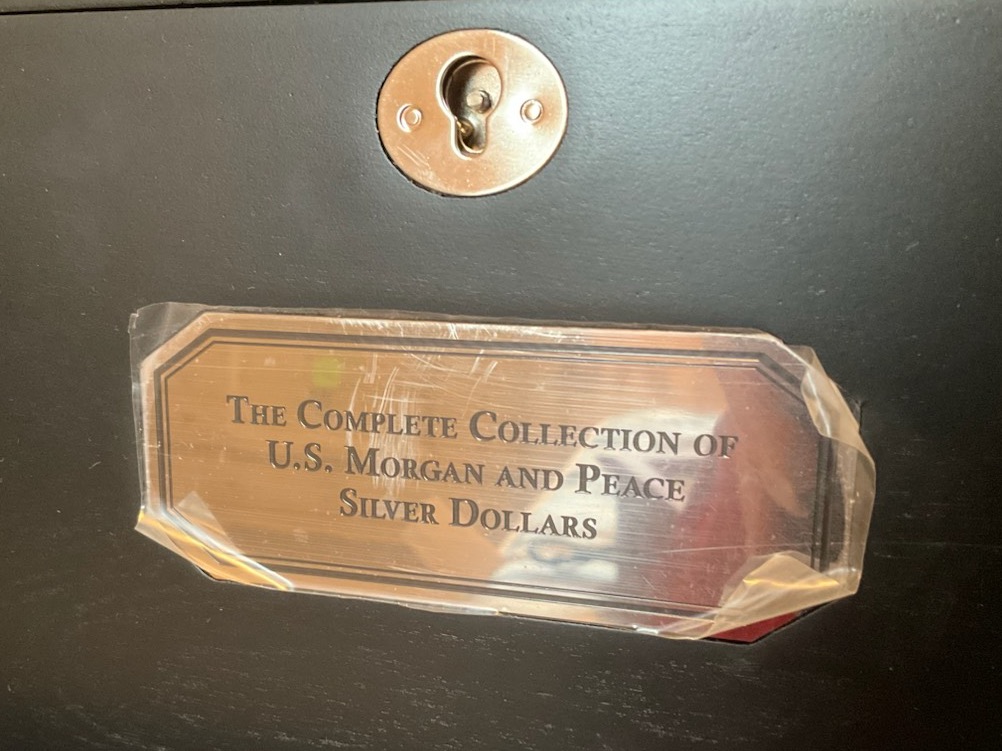 The Complete Collection of
U.S. Morgan and Peace
Silver Dollars